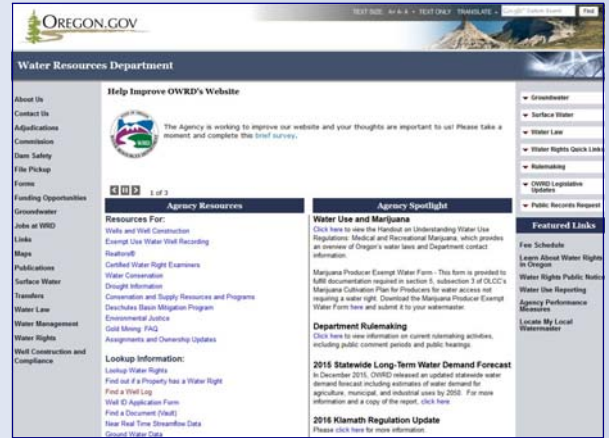 OREGON.GOV
TEXT SIZE: A+ A- A • TEXT ONLY TRANSLATE
Find
Water Resources Department
About Us
Contact Us
Adjudications
Commission
Dam Safety
File Pickup
Forms
Funding Opportunities
Groundwater
Jobs at WRD
Links
Maps
Publications
Surface Water
Transfers
Water Law
Water Management
Water Rights
Well Construction and
Compliance
Help Improve OWRD's Website
The Agency is working to improve our website and your thoughts are important to us! Please take a
moment and complete this brief survey.
1 of 3
Agency Resources
Resources For:
Wells and Well Construction
Exempt Use Water Well Recording
Realtors®
Certified Water Right Examiners
Water Conservation
Drought Information
Conservation and Supply Resources and Programs
Deschutes Basin Mitigation Program
Environmental Justice
Gold Mining FAQ
Assignments and Ownership Updates
Lookup Information:
Lookup Water Rights
Find out if a Property has a Water Right
Find a Well Log
Well ID Application Form
Find a Document (Vault)
Near Real Time Streamflow Data
Ground Water Data
Agency Spotlight
Water Use and Marijuana
Click here to view the Handout on Understanding Water Use
Regulations: Medical and Recreational Marijuana, which provides
an overview of Oregon's water laws and Department contact
information.
Marijuana Producer Exempt Water Form - This form is provided to
fulfill documentation required in section 5, subsection 3 of OLCC's
Marijuana Cultivation Plan for Producers for water access not
requiring a water right. Download the Marijuana Producer Exempt
Water Form here and submit it to your watermaster.
Department Rulemaking
Click here to view information on current rulemaking activities,
including public comment periods and public hearings.
2015 Statewide Long-Term Water Demand Forecast
In December 2015, OWRD released an updated statewide water
demand forecast including estimates of water demand for
agriculture, municipal, and industrial uses by 2050. For more
information and a copy of the report, click here
2016 Klamath Regulation Update
Please click here for more information.
Groundwater
Surface Water
Water Law
Water Rights Quick Links
Rulemaking
OWRD Legislative
Updates
Public Records Request
Featured Links
Fee Schedule
Learn About Water Rights
in Oregon
Water Rights Public Notice
Water Use Reporting
Agency Performance
Measures
Locate My Local
Watermaster